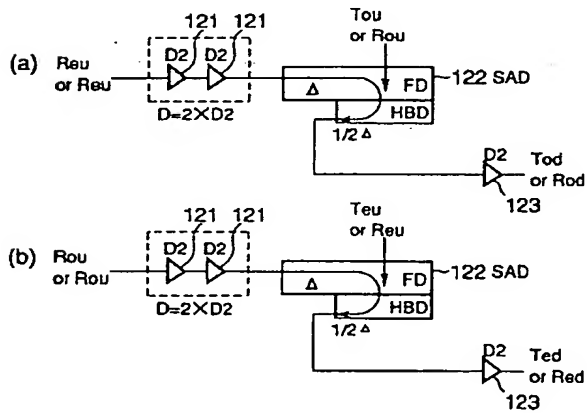 (a)
Reu
or Reu
D2
D2
121
121
D=2×D2
Tou
or Rou
Δ
FD
HBD
122 SAD
1/2 Δ
D2
Tod
or Rod
123
(b)
Rou
or Rou
D2
D2
121
121
D=2×D2
Teu
or Reu
Δ
FD
HBD
122 SAD
1/2 Δ
D2
Ted
or Red
123